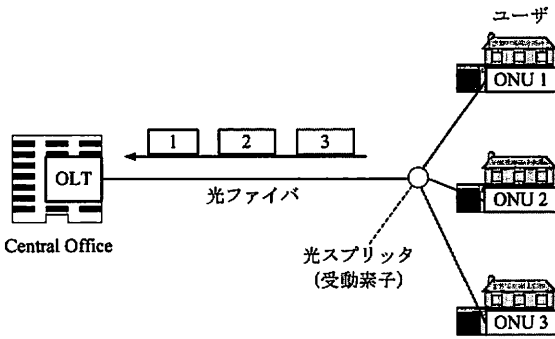 ユーザ
ONU 1
1
2
3
OLT
光ファイバ
ONU 2
Central Office
光スプリッタ
(受動素子)
ONU 3